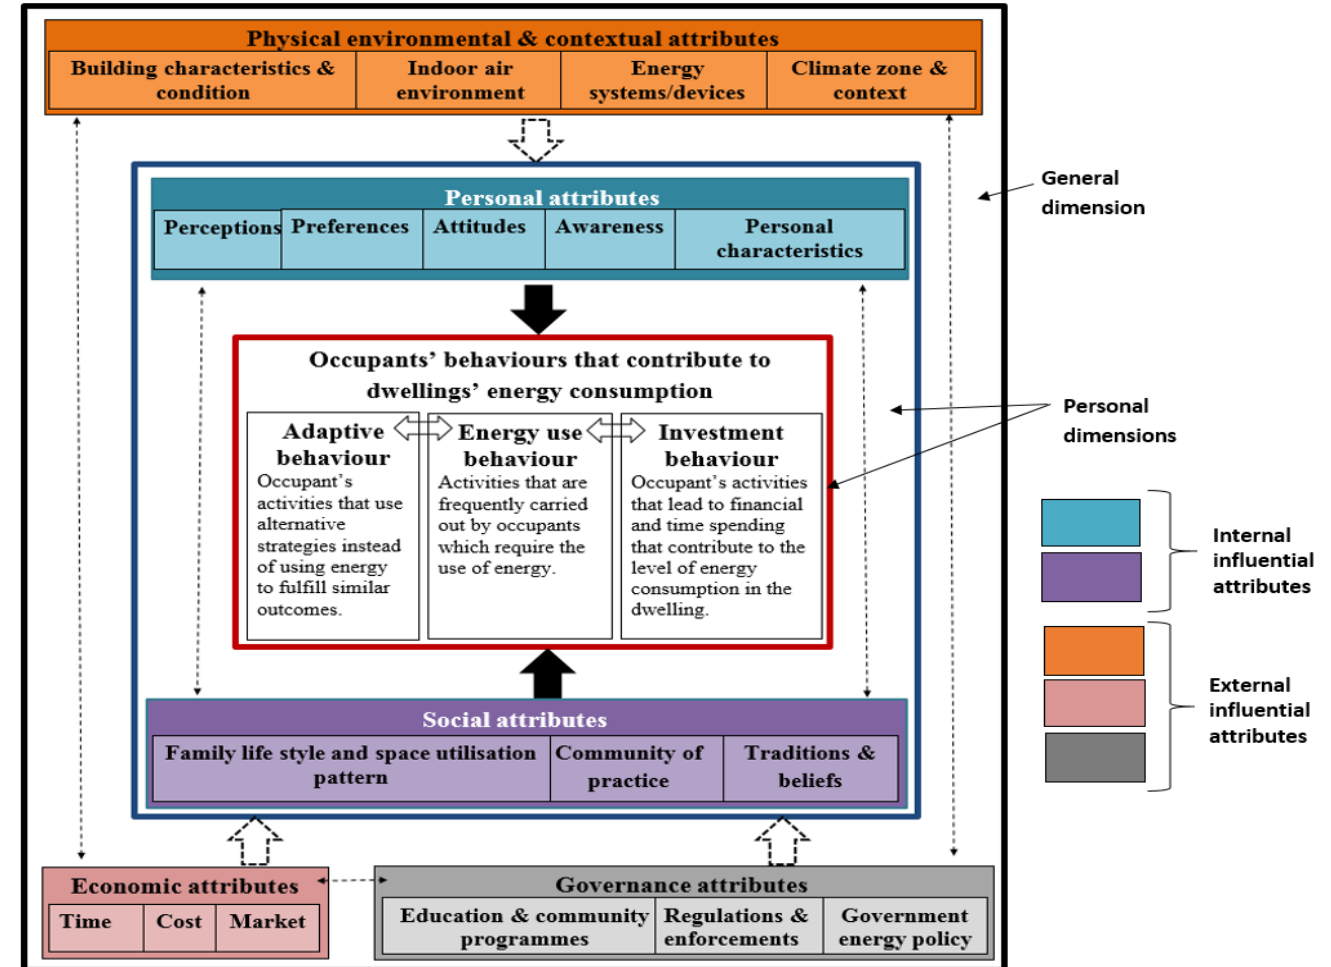 Physical environmental & contextual attributes
Building characteristics &
condition
Indoor air
environment
Energy
systems/devices
Climate zone &
context
General
dimension
Personal attributes
Perceptions
Preferences
Attitudes
Awareness
Personal
characteristics
Occupants’ behaviours that contribute to
dwellings’ energy consumption
Adaptive
behaviour
Occupant’s
activities that use
alternative
strategies instead
of using energy
to fulfill similar
outcomes.
Energy use
behaviour
Activities that are
frequently carried
out by occupants
which require the
use of energy.
Investment
behaviour
Occupant’s activities
that lead to financial
and time spending
that contribute to the
level of energy
consumption in the
dwelling.
Personal
dimensions
Internal
influential
attributes
External
influential
attributes
Social attributes
Family life style and space utilisation
pattern
Community of
practice
Traditions &
beliefs
Economic attributes
Time
Cost
Market
Governance attributes
Education & community
programmes
Regulations &
enforcements
Government
energy policy